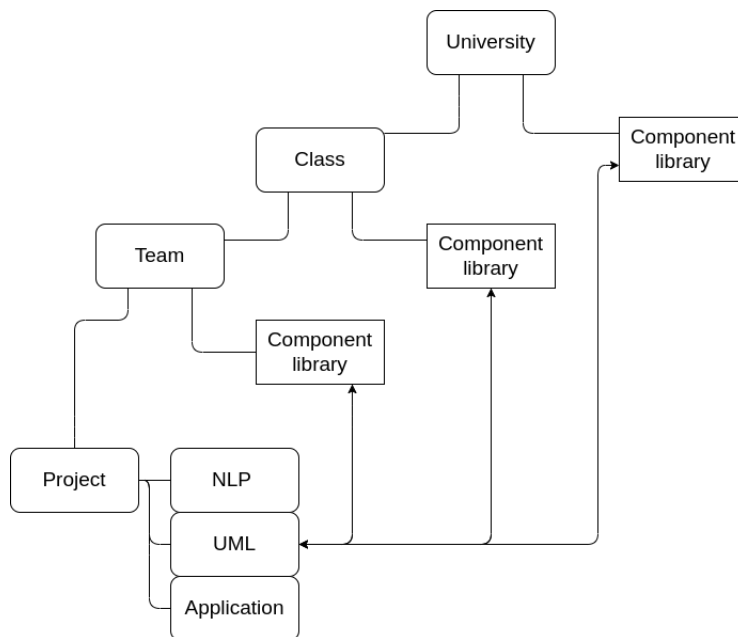 University
Component
library
Class
Component
library
Team
Component
library
Project
NLP
UML
Application